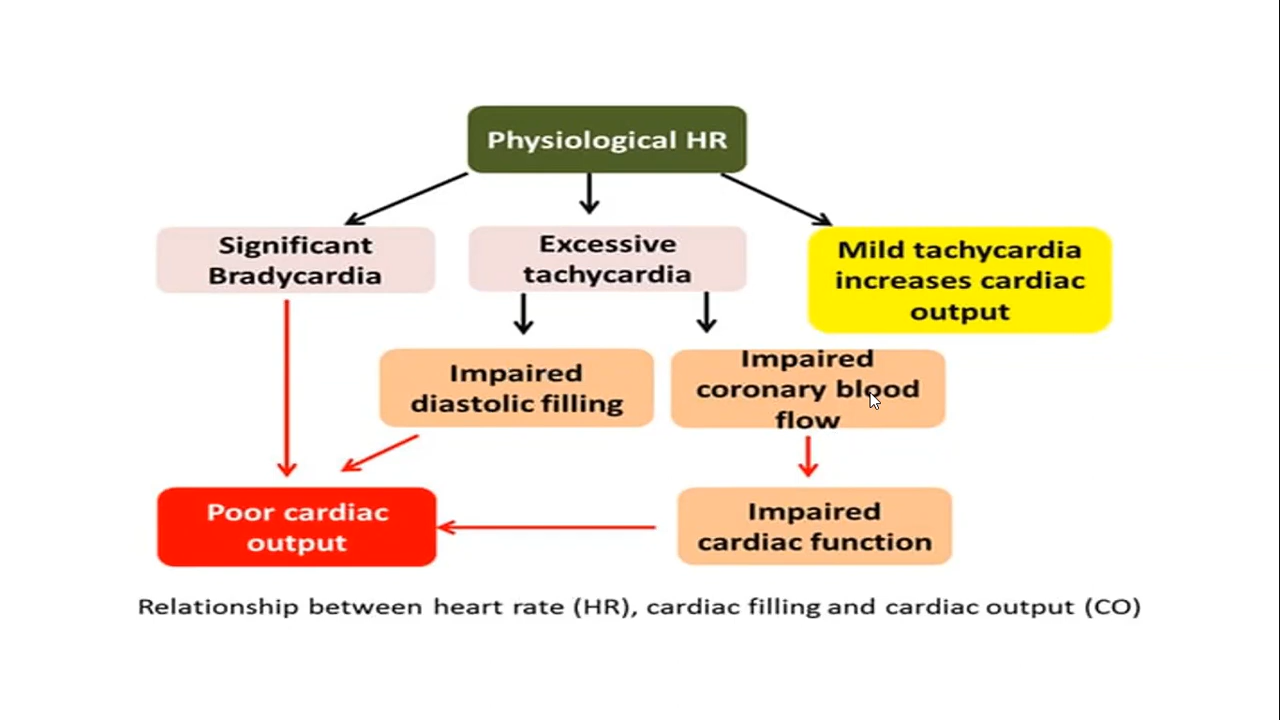 Physiological HR
Significant
Bradycardia
Excessive
tachycardia
Mild tachycardia
increases cardiac
output
Impaired
diastolic filling
Impaired
coronary blood
flow
Poor cardiac
output
Impaired
cardiac function
Relationship between heart rate (HR), cardiac filling and cardiac output (CO)